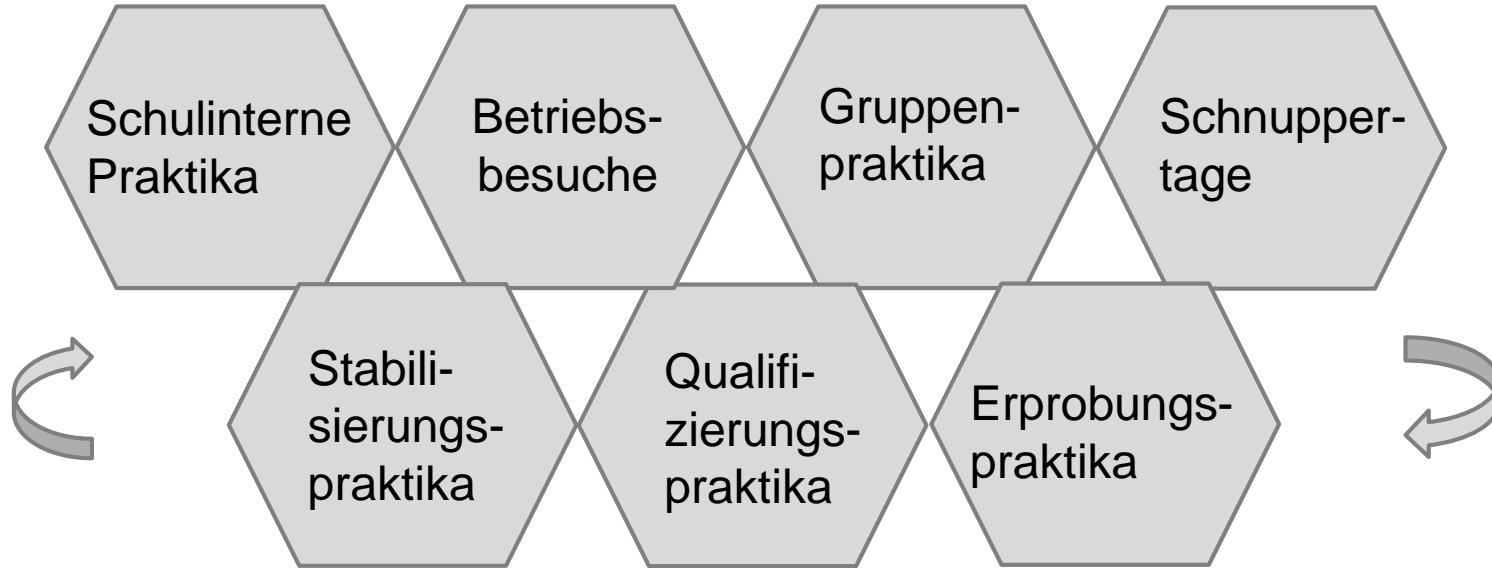 Schulinterne
Praktika
Betriebs-
besuche
Gruppen-
praktika
Schnupper-
tage
Stabili-
sierungs-
praktika
Qualifi-
zierungs-
praktika
Erprobungs-
praktika